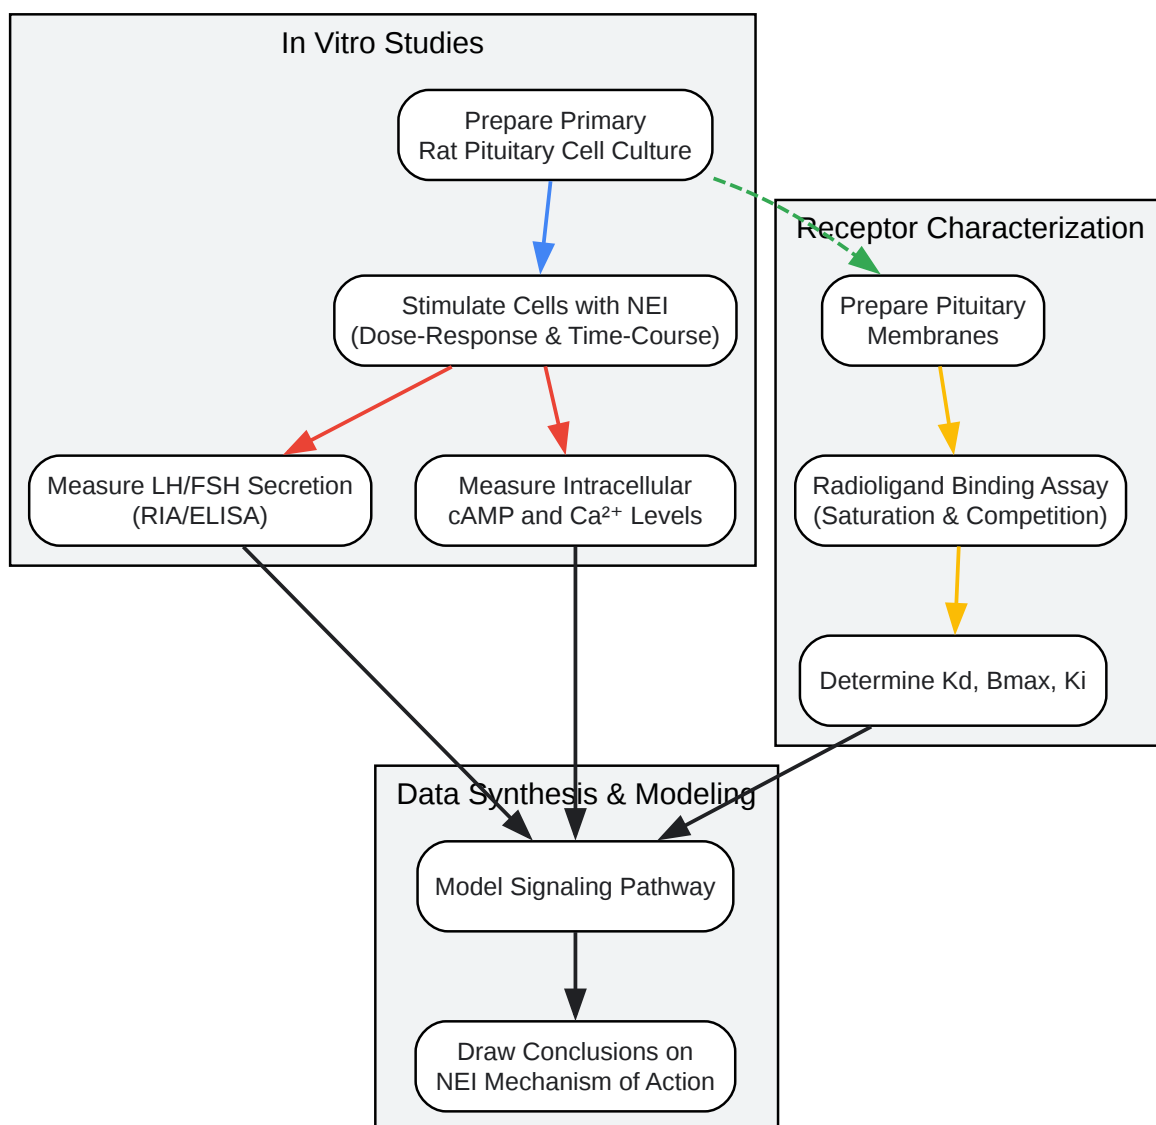 In Vitro Studies
Prepare Primary
Rat Pituitary Cell Culture
Stimulate Cells with NEI
(Dose-Response & Time-Course)
Measure LH/FSH Secretion
(RIA/ELISA)
Measure Intracellular
cAMP and Ca²⁺ Levels
Receptor Characterization
Prepare Pituitary
Membranes
Radioligand Binding Assay
(Saturation & Competition)
Determine Kd, Bmax, Ki
Data Synthesis & Modeling
Model Signaling Pathway
Draw Conclusions on
NEI Mechanism of Action